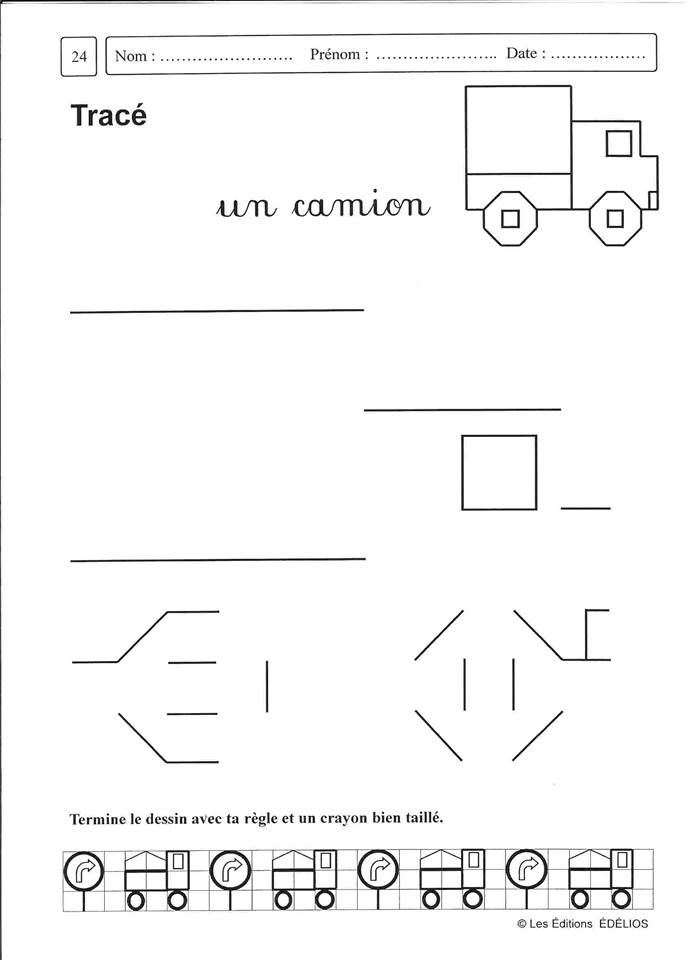 24 Nom : ........................ Prénom : ........................ Date : ...................
Tracé
un camion
Termine le dessin avec ta règle et un crayon bien taillé.
© Les Éditions ÉDÉLIOS